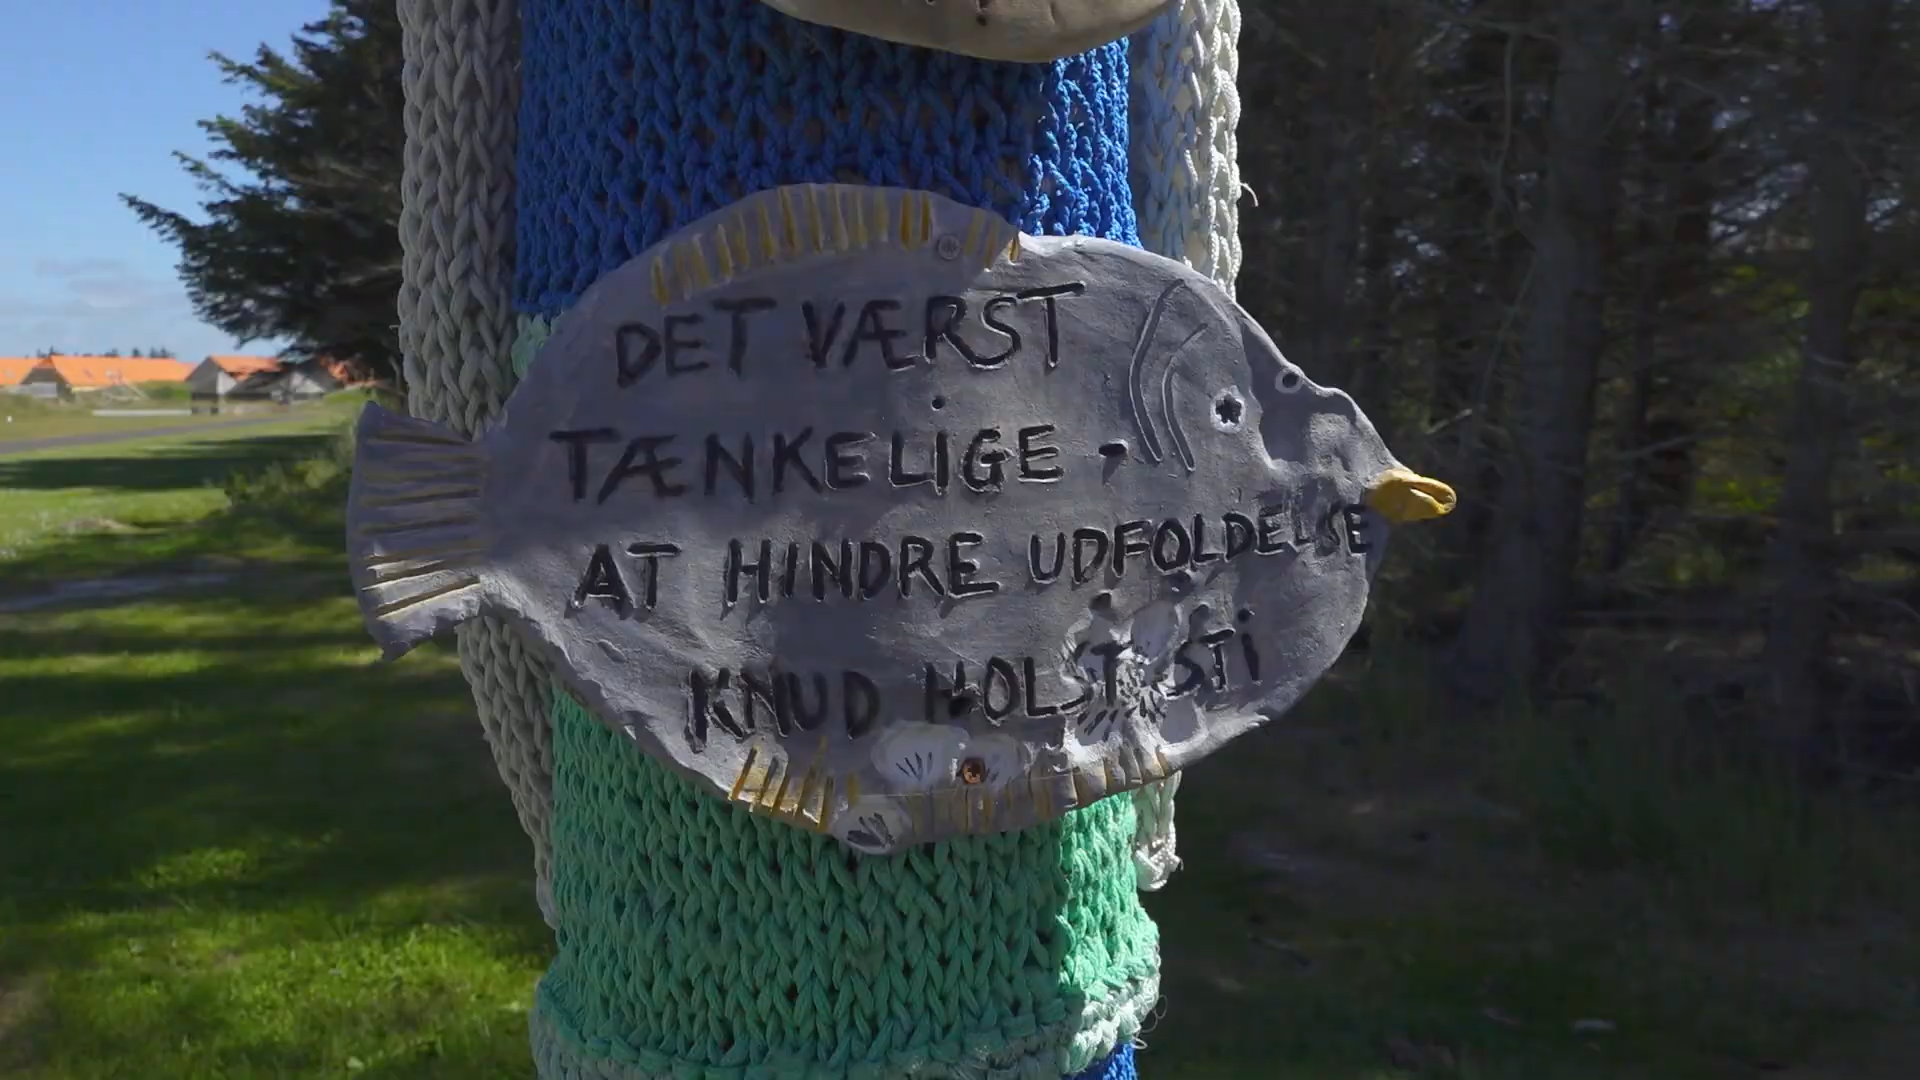 DET VÆRST
TÆNKELIGE -
AT HINDRE UDFOLDELSE
KNUD HOLST STI